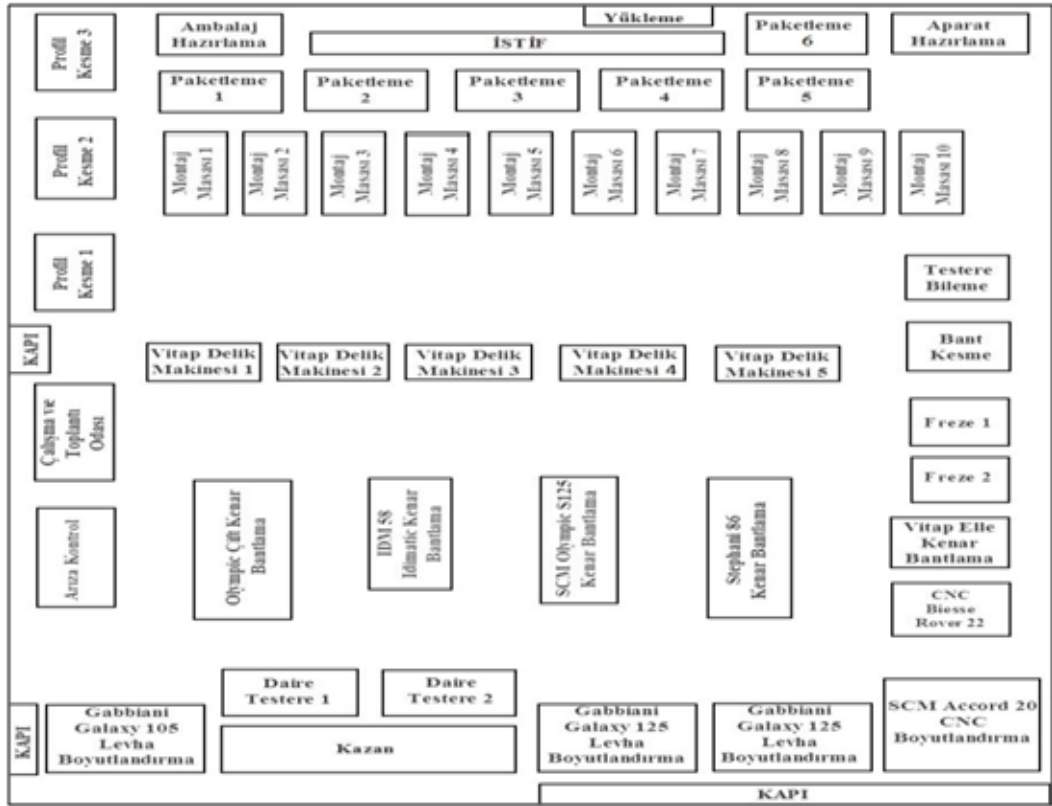 Profil
Kesme 3
Ambalaj
Hazırlama
Yükleme
İSTİF
Paketleme
6
Aparat
Hazırlama
Paketleme
1
Paketleme
2
Paketleme
3
Paketleme
4
Paketleme
5
Profil
Kesme 2
Montaj
Masası 1
Montaj
Masası 2
Montaj
Masası 3
Montaj
Masası 4
Montaj
Masası 5
Montaj
Masası 6
Montaj
Masası 7
Montaj
Masası 8
Montaj
Masası 9
Montaj
Masası 10
Profil
Kesme 1
Testere
Bileme
KAPI
Vitap Delik
Makinesi 1
Vitap Delik
Makinesi 2
Vitap Delik
Makinesi 3
Vitap Delik
Makinesi 4
Vitap Delik
Makinesi 5
Bant
Kesme
Çalışma ve
Toplantı
Odası
Freze 1
Freze 2
Arıza Kontrol
Olympic Çift Kenar
Bantlama
IDM 58
Idimatic Kenar
Bantlama
SCM Olympic S125
Kenar Bantlama
Stephani 86
Kenar Bantlama
Vitap Elle
Kenar
Bantlama
CNC
Biesse
Rover 22
Daire
Testere 1
Daire
Testere 2
KAPI
Gabbiani
Galaxy 105
Levha
Boyutlandırma
Kazan
Gabbiani
Galaxy 125
Levha
Boyutlandırma
Gabbiani
Galaxy 125
Levha
Boyutlandırma
SCM Accord 20
CNC
Boyutlandırma
KAPI